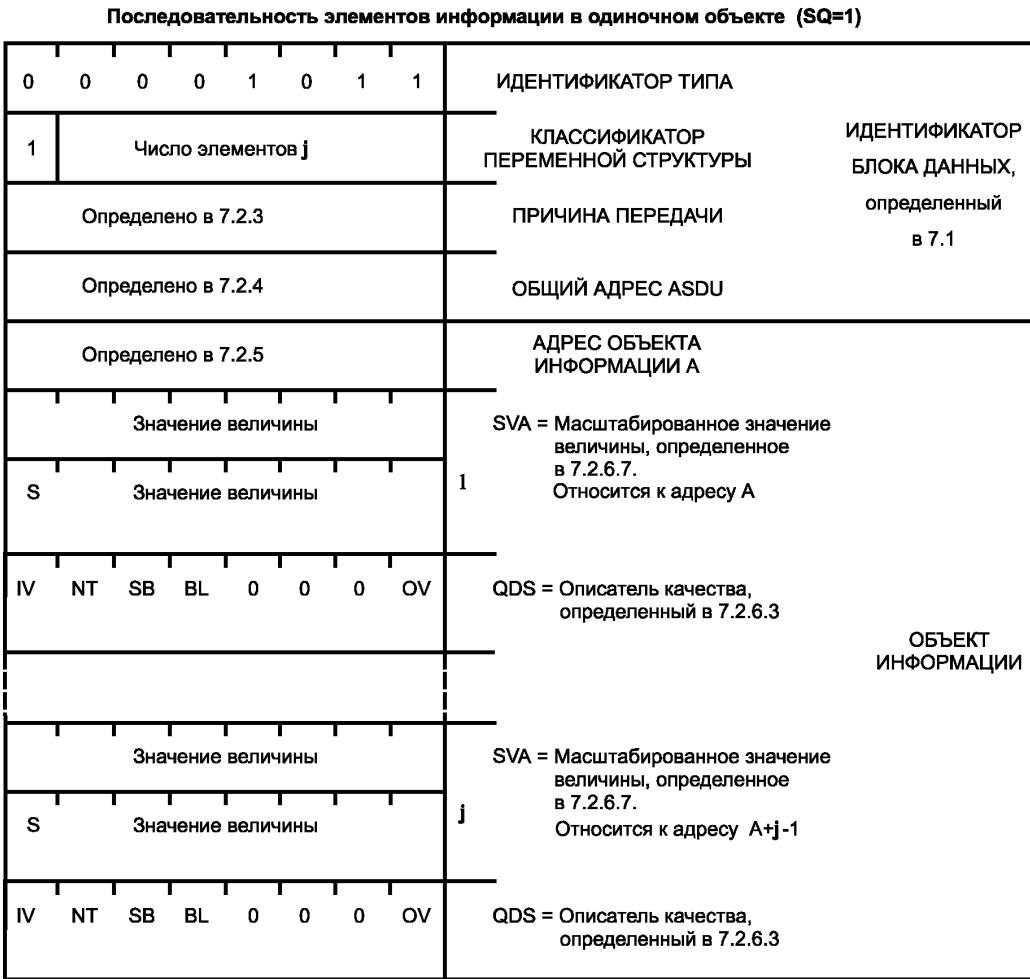 Последовательность элементов информации в одиночном объекте (SQ=1)
0 0 0 0 1 0 1 1
ИДЕНТИФИКАТОР ТИПА
1
Число элементов j
КЛАССИФИКАТОР
ПЕРЕМЕННОЙ СТРУКТУРЫ
ИДЕНТИФИКАТОР
БЛОКА ДАННЫХ,
определенный
в 7.1
Определено в 7.2.3
ПРИЧИНА ПЕРЕДАЧИ
Определено в 7.2.4
ОБЩИЙ АДРЕС ASDU
Определено в 7.2.5
АДРЕС ОБЪЕКТА
ИНФОРМАЦИИ А
Значение величины
SVA = Масштабированное значение
величины, определенное
в 7.2.6.7.
Относится к адресу А
S Значение величины
1
IV NT SB BL 0 0 0 OV
QDS = Описатель качества,
определенный в 7.2.6.3
ОБЪЕКТ
ИНФОРМАЦИИ
Значение величины
SVA = Масштабированное значение
величины, определенное
в 7.2.6.7.
Относится к адресу А+j-1
S Значение величины
j
IV NT SB BL 0 0 0 OV
QDS = Описатель качества,
определенный в 7.2.6.3